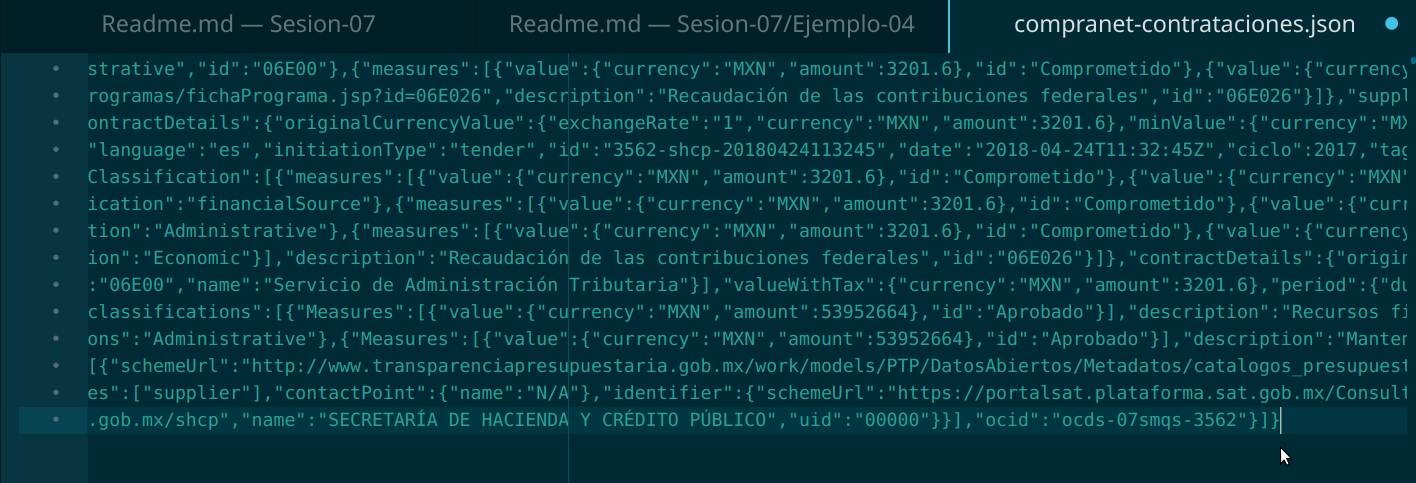 Readme.md — Sesion-07 Readme.md — Sesion-07/Ejemplo-04 compranet-contrataciones.json
strative","id":"06E00"},{"measures":[{"value":{"currency":"MXN","amount":3201.6},"id":"Comprometido"},{"value":{"currency
rogramas/fichaPrograma.jsp?id=06E026","description":"Recaudación de las contribuciones federales","id":"06E026"}]},"suppl
ontractDetails":{"originalCurrencyValue":{"exchangeRate":"1","currency":"MXN","amount":3201.6},"minValue":{"currency":"MX
"language":"es","initiationType":"tender","id":"3562-shcp-20180424113245","date":"2018-04-24T11:32:45Z","ciclo":2017,"tag
Classification":[{"measures":[{"value":{"currency":"MXN","amount":3201.6},"id":"Comprometido"},{"value":{"currency":"MXN"
ication":"financialSource"},{"measures":[{"value":{"currency":"MXN","amount":3201.6},"id":"Comprometido"},{"value":{"curr
tion":"Administrative"},{"measures":[{"value":{"currency":"MXN","amount":3201.6},"id":"Comprometido"},{"value":{"currency
ion":"Economic"}],"description":"Recaudación de las contribuciones federales","id":"06E026"}]},"contractDetails":{"origin
:"06E00","name":"Servicio de Administración Tributaria"}],"valueWithTax":{"currency":"MXN","amount":3201.6},"period":{"du
classifications":[{"Measures":[{"value":{"currency":"MXN","amount":53952664},"id":"Aprobado"}],"description":"Recursos fi
ons":"Administrative"},{"Measures":[{"value":{"currency":"MXN","amount":53952664},"id":"Aprobado"}],"description":"Manten
[{"schemeUrl":"http://www.transparenciapresupuestaria.gob.mx/work/models/PTP/DatosAbiertos/Metadatos/catalogos_presupuest
es":["supplier"],"contactPoint":{"name":"N/A"},"identifier":{"schemeUrl":"https://portalsat.plataforma.sat.gob.mx/Consult
.gob.mx/shcp","name":"SECRETARÍA DE HACIENDA Y CRÉDITO PÚBLICO","uid":"00000"}}],"ocid":"ocds-07smqs-3562"}]}